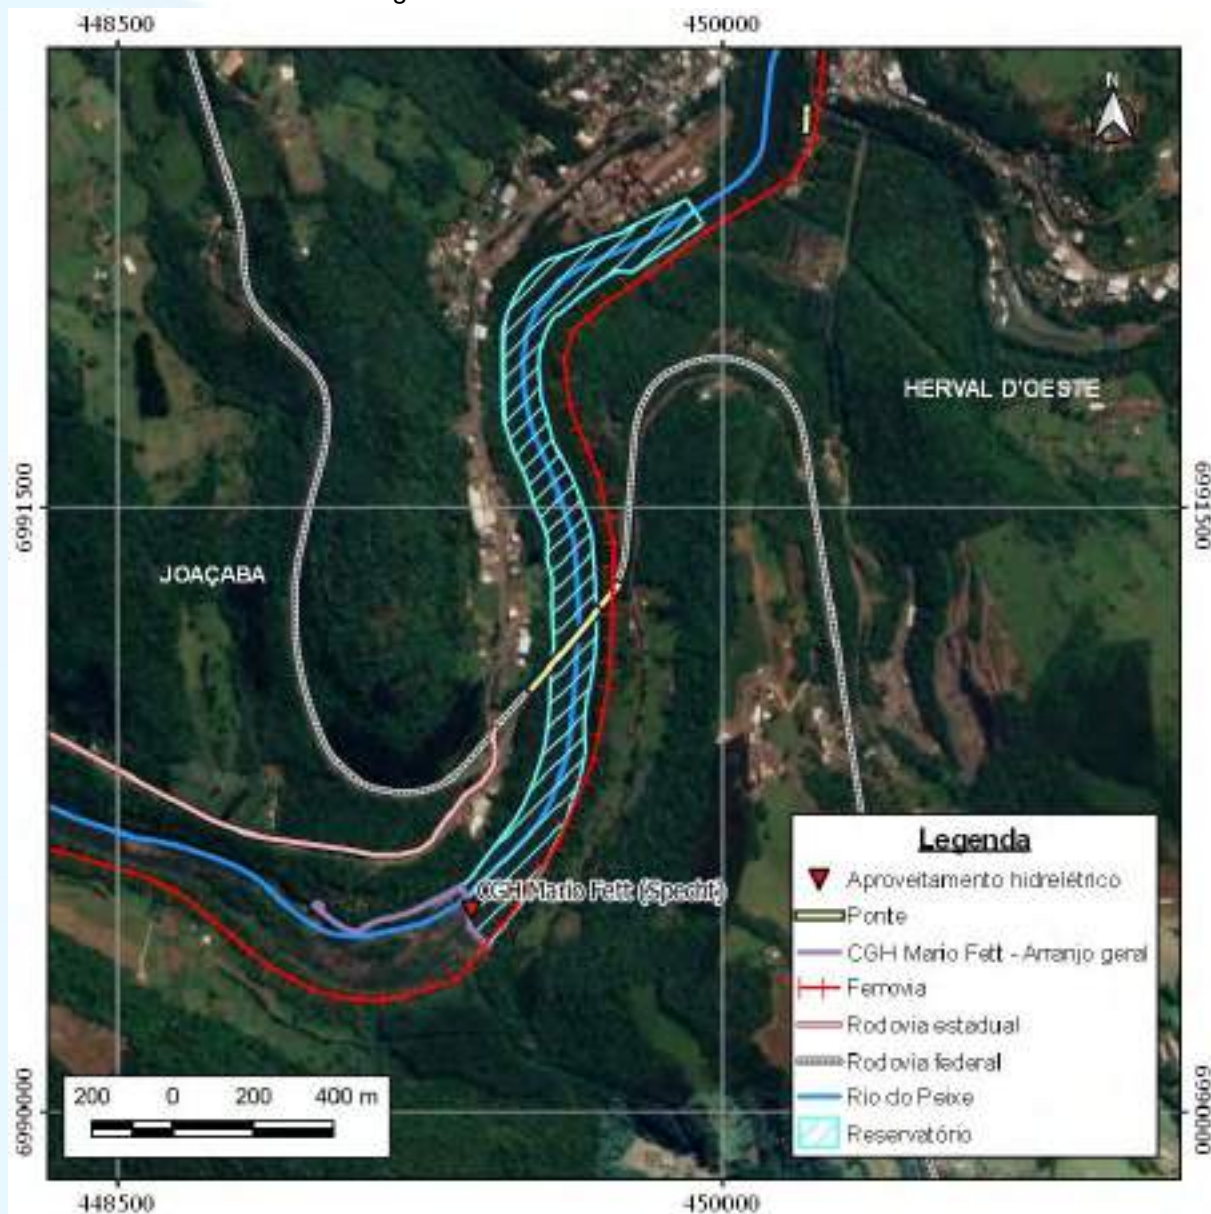 448500
450000
N
HERVAL D'OESTE
6991500
6991500
JOAÇABA
CGH Mario Fett (Specht)
Legenda
Aproveitamento hidrelétrico
Ponte
CGH Mario Fett - Arranjo geral
Ferrovia
Rodovia estadual
Rodovia federal
Rio do Peixe
Reservatório
200 0 200 400 m
6990000
6990000
448500
450000